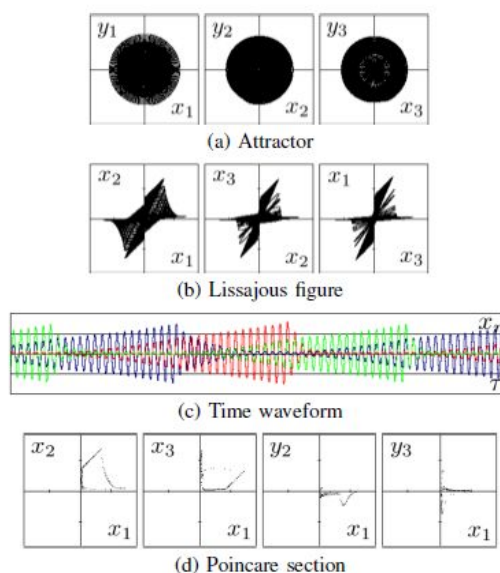 y₁ y₂ y₃
x₁ x₂ x₃
(a) Attractor
x₂ x₃ x₁
x₁ x₂ x₃
(b) Lissajous figure
τ
(c) Time waveform
x₂ x₃ y₂ y₃
x₁ x₁ x₁ x₁
(d) Poincare section